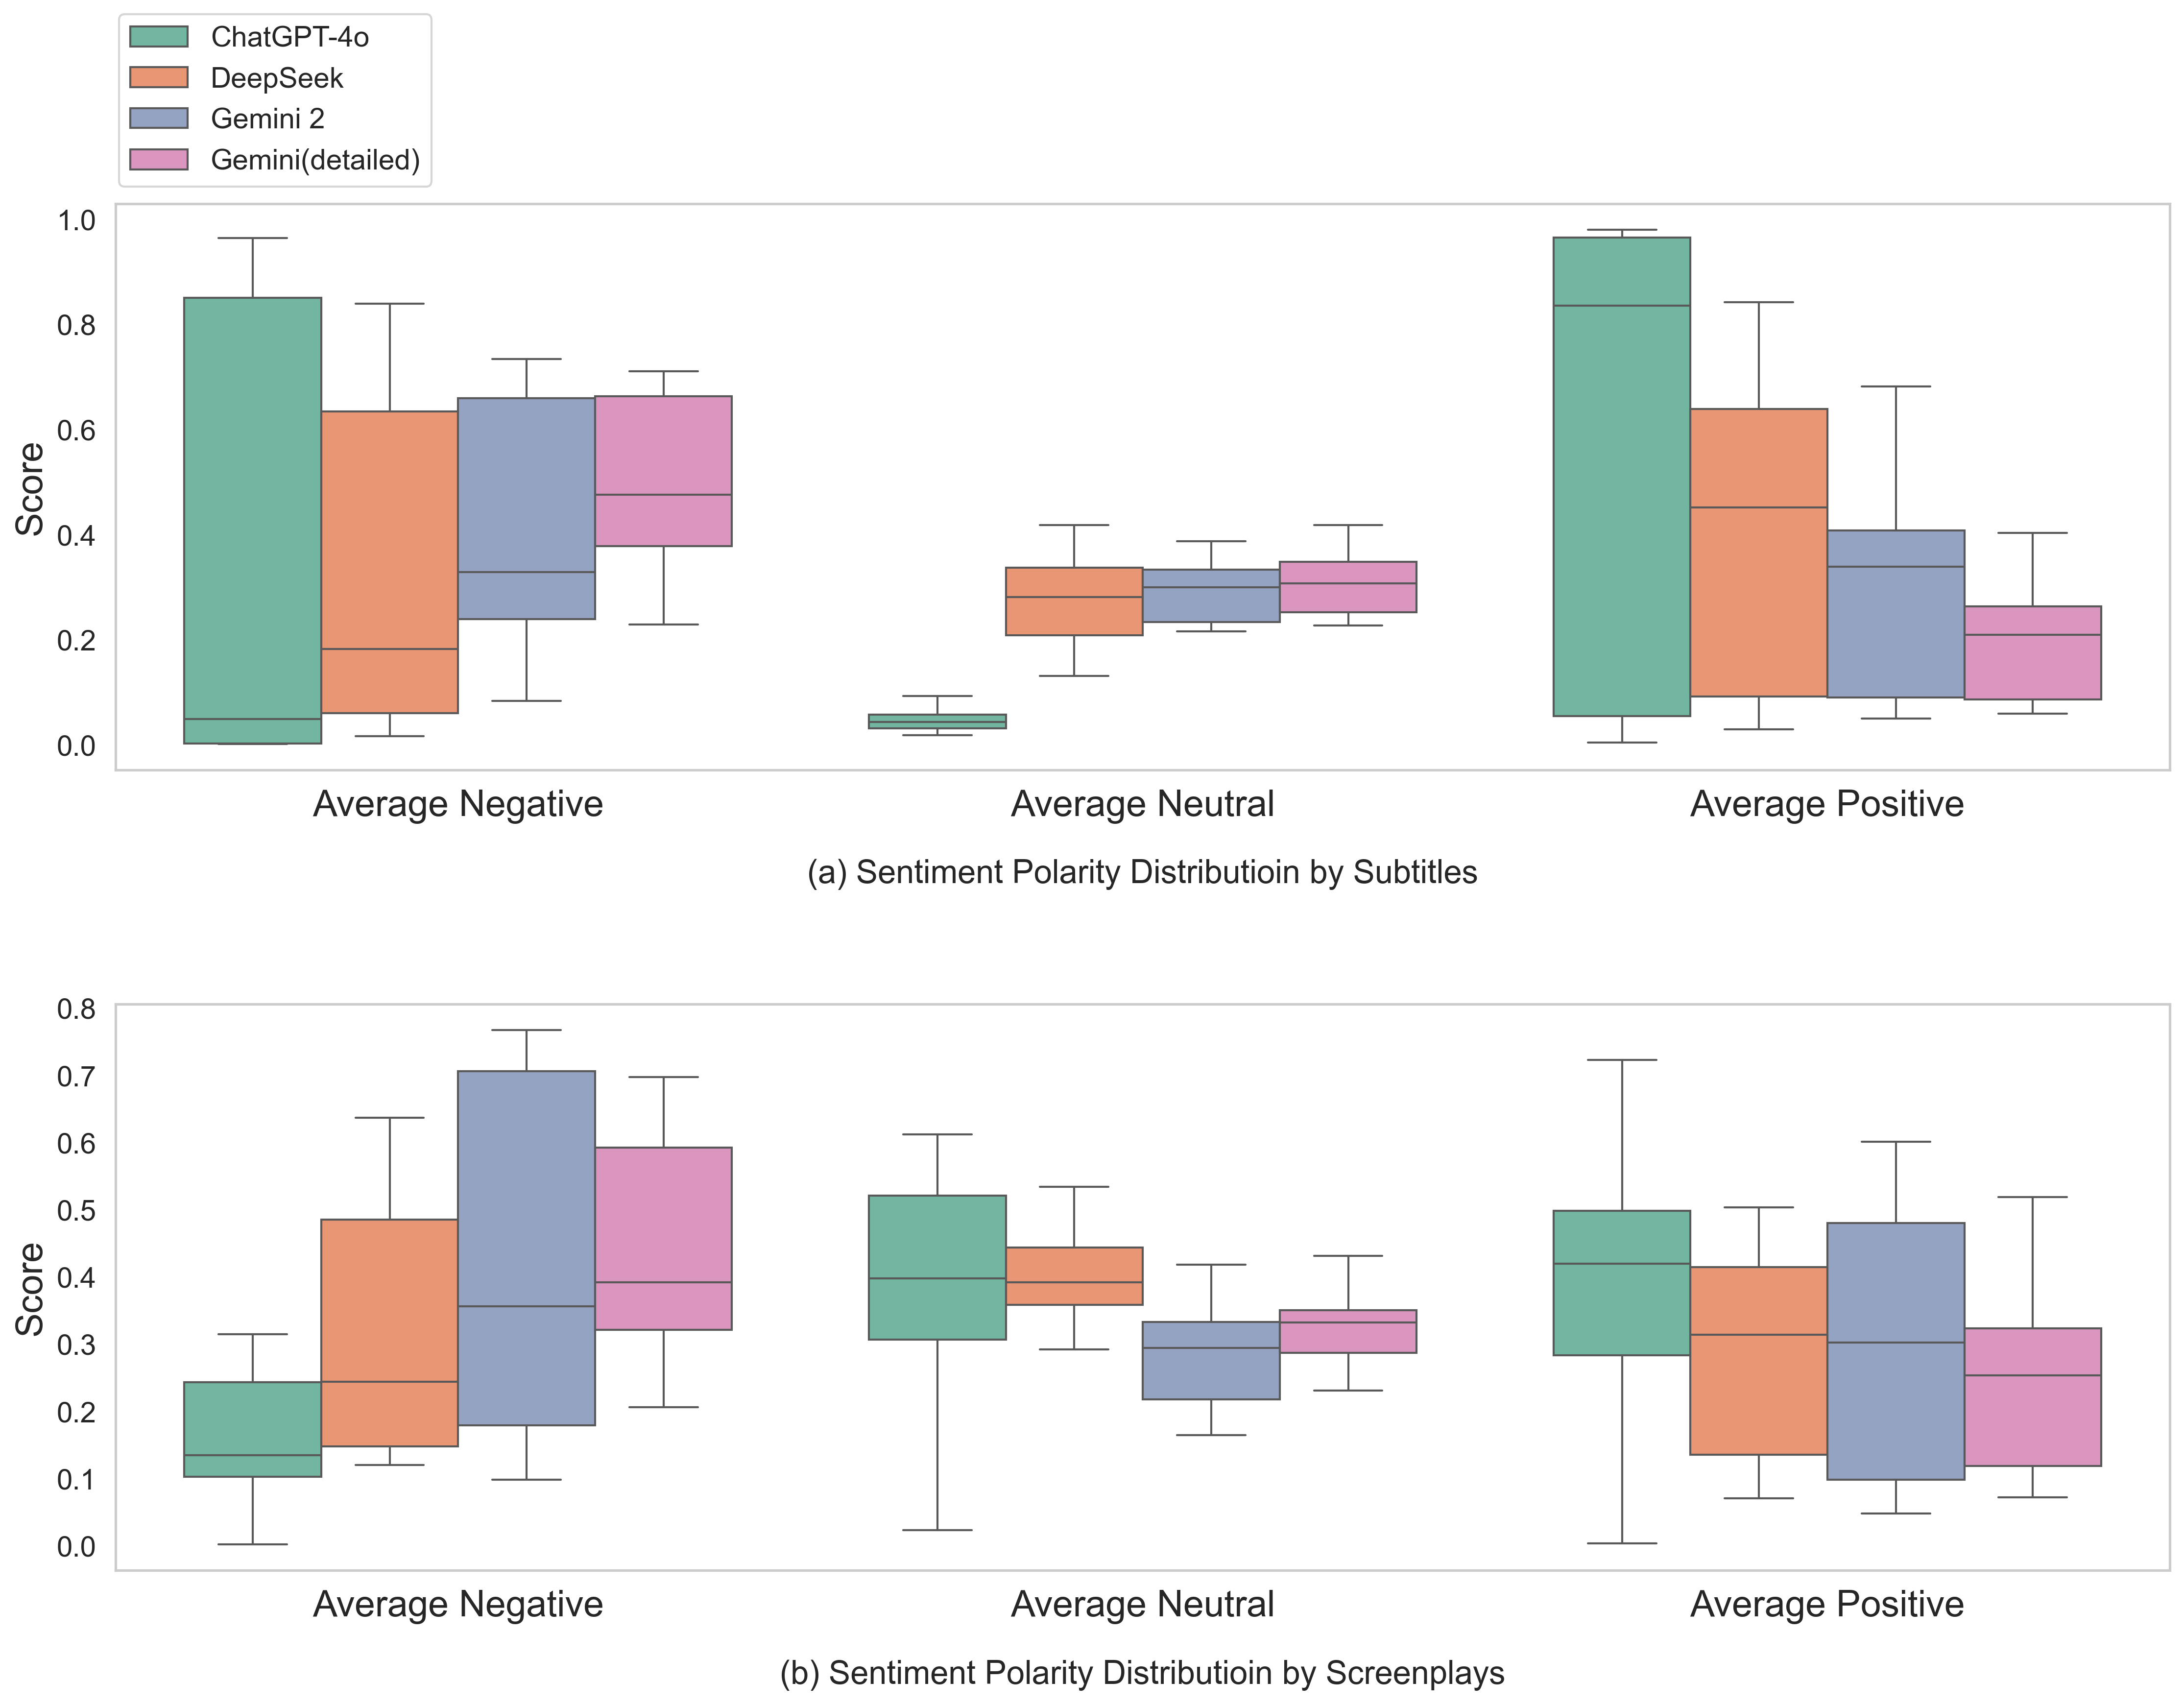 ChatGPT-4o
DeepSeek
Gemini 2
Gemini(detailed)
1.0
0.8
0.6
0.4
0.2
0.0
Score
Average Negative
Average Neutral
Average Positive
(a) Sentiment Polarity Distributioin by Subtitles
0.8
0.7
0.6
0.5
0.4
0.3
0.2
0.1
0.0
Score
Average Negative
Average Neutral
Average Positive
(b) Sentiment Polarity Distributioin by Screenplays